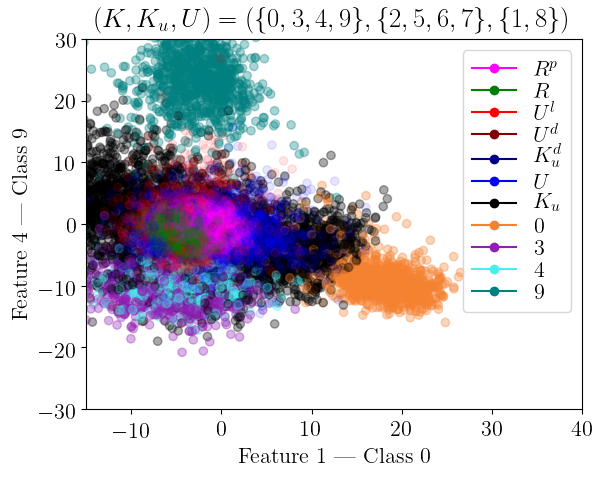 (K, K_u, U) = ({0, 3, 4, 9}, {2, 5, 6, 7}, {1, 8})
30
20
10
0
−10
−20
−30
Feature 4 — Class 9
−10 0 10 20 30 40
Feature 1 — Class 0
R^p
R
U^l
U^d
K_u^d
U
K_u
0
3
4
9